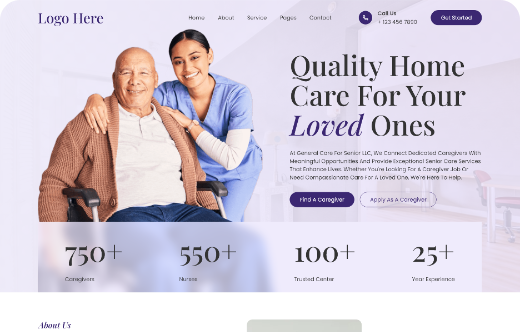 Logo Here
Home About Service Pages Contact
Call Us
+ 123 456 7890
Get Started
Quality Home
Care For Your
Loved Ones
At General Care For Senior LLC, We Connect Dedicated Caregivers With
Meaningful Opportunities And Provide Exceptional Senior Care Services
That Enhance Lives. Whether You're Looking For A Caregiver Job Or
Need Compassionate Care For A Loved One, We're Here To Help.
Find A Caregiver
Apply As A Caregiver
750+ 550+ 100+ 25+
Caregivers Nurses Trusted Center Year Experience
About Us